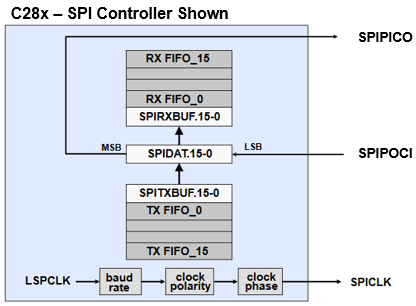 C28x – SPI Controller Shown
SPIPICO
RX FIFO_15
RX FIFO_0
SPIRXBUF.15-0
MSB
SPIDAT.15-0
LSB
SPIPOCI
SPITXBUF.15-0
TX FIFO_0
TX FIFO_15
LSPCLK
baud
rate
clock
polarity
clock
phase
SPICLK